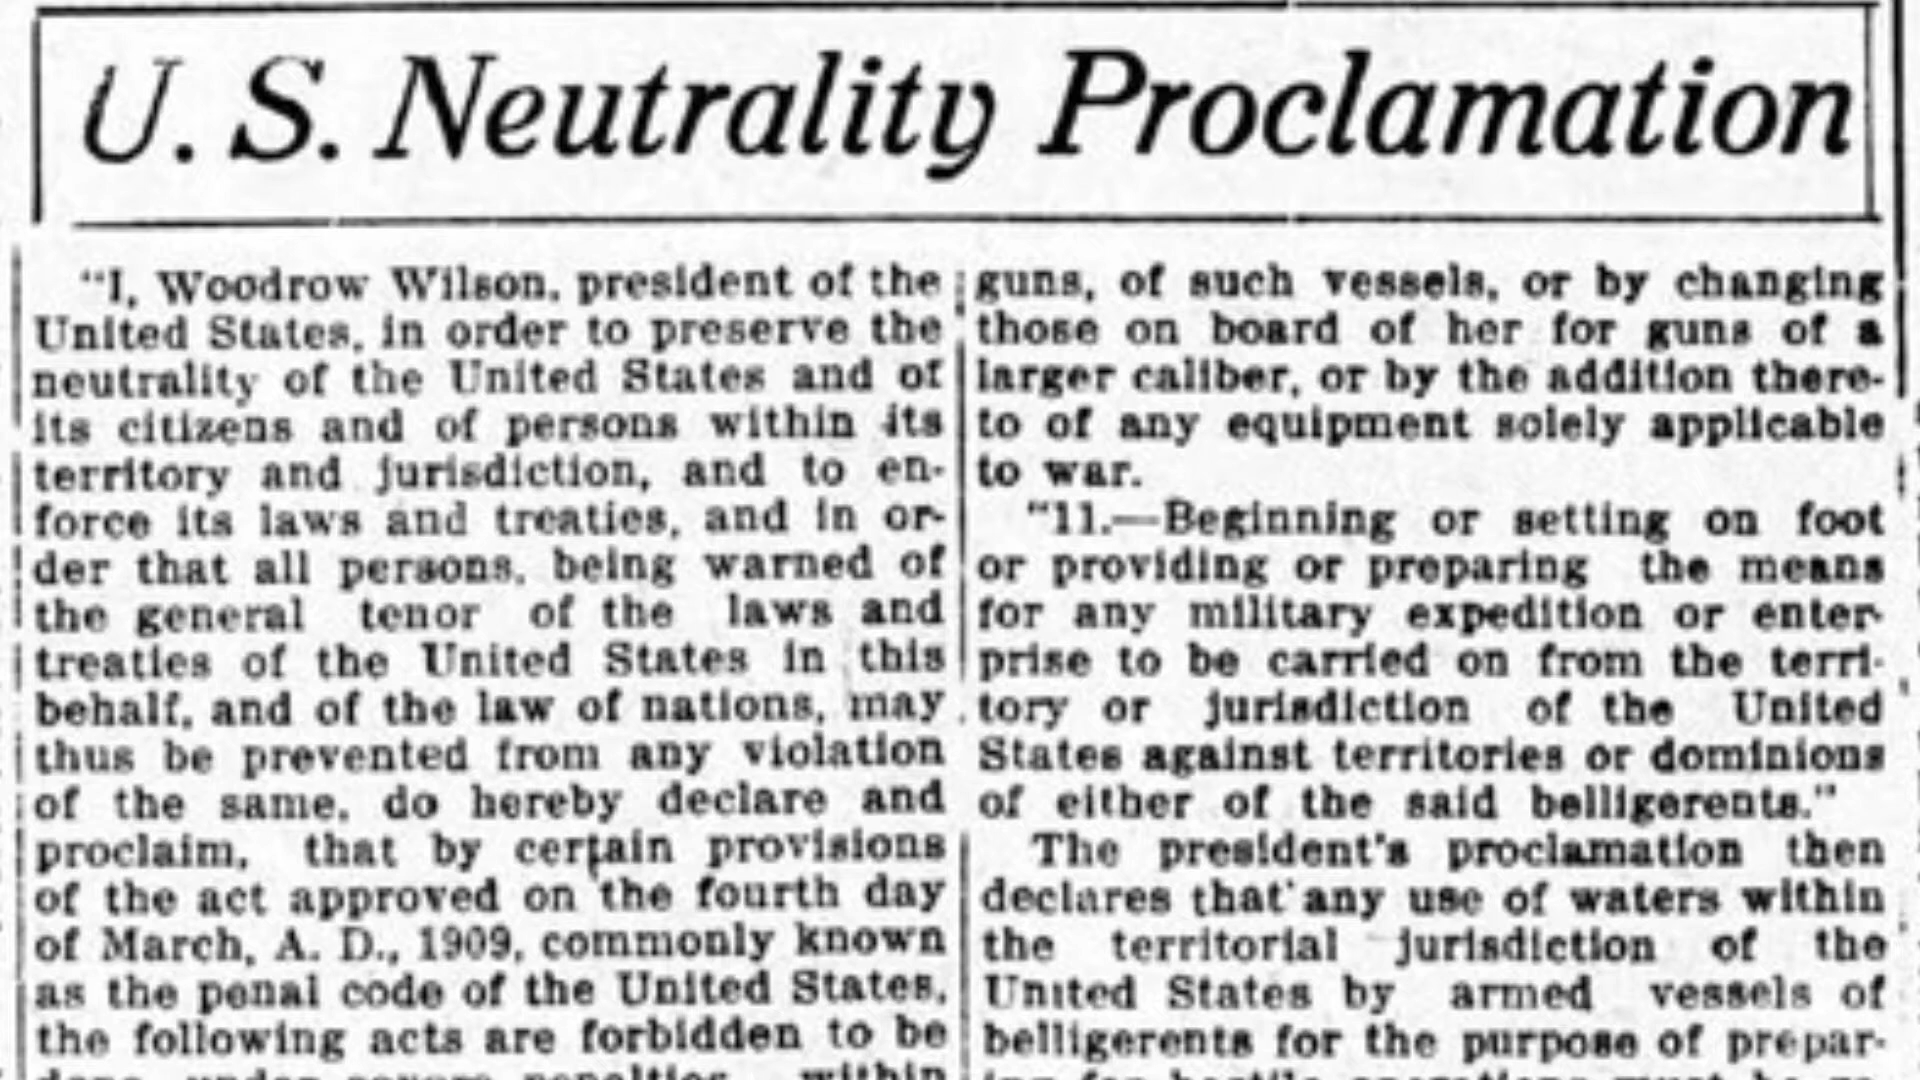 U. S. Neutrality Proclamation
"I, Woodrow Wilson, president of the
United States, in order to preserve the
neutrality of the United States and of
its citizens and of persons within its
territory and jurisdiction, and to en-
force its laws and treaties, and in or-
der that all persons, being warned of
the general tenor of the laws and
treaties of the United States in this
behalf, and of the law of nations, may
thus be prevented from any violation
of the same, do hereby declare and
proclaim, that by certain provisions
of the act approved on the fourth day
of March, A. D., 1909, commonly known
as the penal code of the United States,
the following acts are forbidden to be
guns, of such vessels, or by changing
those on board of her for guns of a
larger caliber, or by the addition there-
to of any equipment solely applicable
to war.
"11.—Beginning or setting on foot
or providing or preparing the means
for any military expedition or enter-
prise to be carried on from the terri-
tory or jurisdiction of the United
States against territories or dominions
of either of the said belligerents."
The president's proclamation then
declares that any use of waters within
the territorial jurisdiction of the
United States by armed vessels of
belligerents for the purpose of prepar-